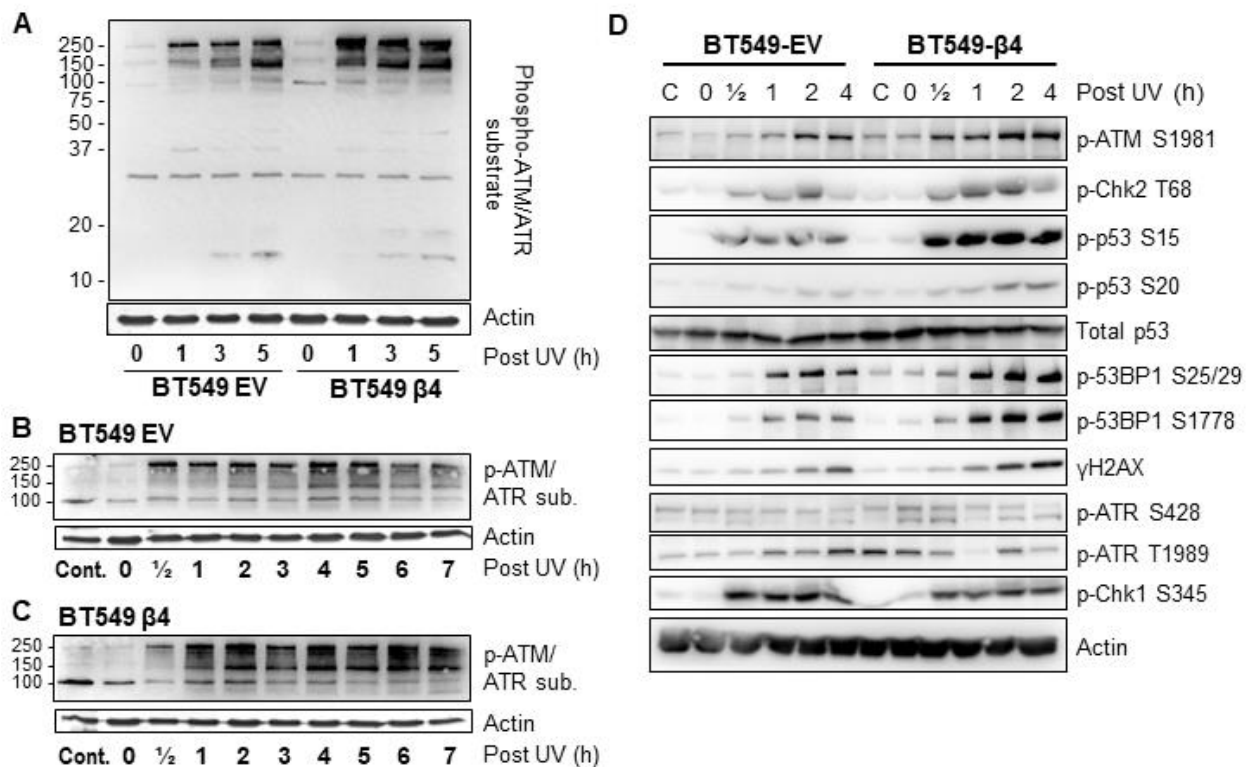 A
250 -
150 -
100 -
75 -
50 -
37 -
20 -
10 -
Phospho-ATM/ATR
substrate
Actin
0 1 3 5 0 1 3 5 Post UV (h)
BT549 EV BT549 β4
B BT549 EV
250 -
150 -
100 -
p-ATM/
ATR sub.
Actin
Cont. 0 ½ 1 2 3 4 5 6 7 Post UV (h)
C BT549 β4
250 -
150 -
100 -
p-ATM/
ATR sub.
Actin
Cont. 0 ½ 1 2 3 4 5 6 7 Post UV (h)
D
BT549-EV BT549-β4
C 0 ½ 1 2 4 C 0 ½ 1 2 4 Post UV (h)
p-ATM S1981
p-Chk2 T68
p-p53 S15
p-p53 S20
Total p53
p-53BP1 S25/29
p-53BP1 S1778
γH2AX
p-ATR S428
p-ATR T1989
p-Chk1 S345
Actin